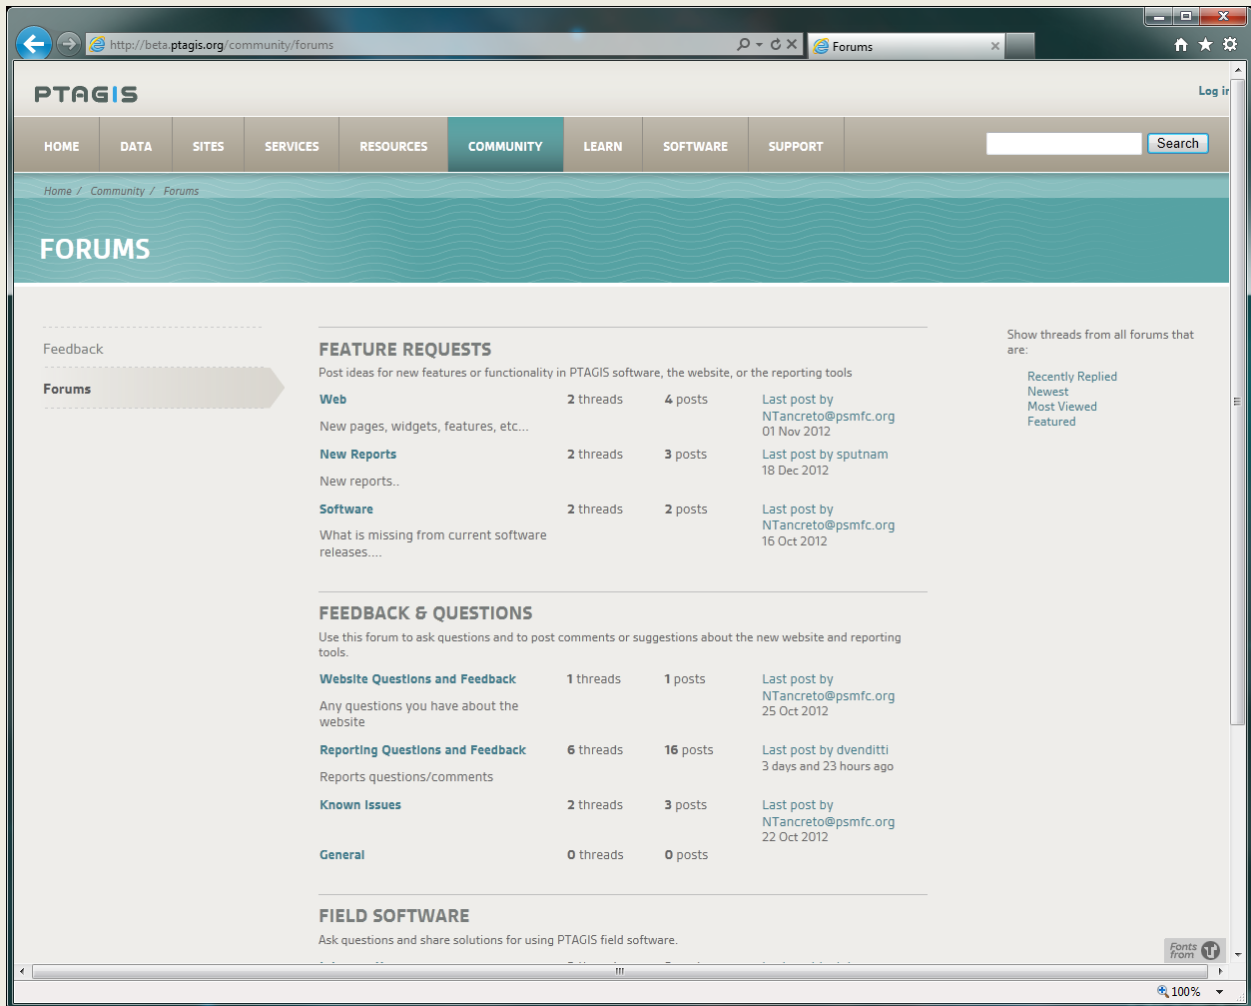 http://beta.ptagis.org/community/forums
Forums
PTAGIS
Log in
HOME DATA SITES SERVICES RESOURCES COMMUNITY LEARN SOFTWARE SUPPORT
Search
Home / Community / Forums
FORUMS
Feedback
Forums
FEATURE REQUESTS
Post ideas for new features or functionality in PTAGIS software, the website, or the reporting tools
Web 2 threads 4 posts Last post by
NTancreto@psmfc.org
New pages, widgets, features, etc...
01 Nov 2012
New Reports 2 threads 3 posts Last post by sputnam
18 Dec 2012
New reports..
Software 2 threads 2 posts Last post by
NTancreto@psmfc.org
What is missing from current software
16 Oct 2012
releases....
FEEDBACK & QUESTIONS
Use this forum to ask questions and to post comments or suggestions about the new website and reporting
tools.
Website Questions and Feedback 1 threads 1 posts Last post by
NTancreto@psmfc.org
Any questions you have about the
25 Oct 2012
website
Reporting Questions and Feedback 6 threads 16 posts Last post by dvenditti
3 days and 23 hours ago
Reports questions/comments
Known Issues 2 threads 3 posts Last post by
NTancreto@psmfc.org
22 Oct 2012
General 0 threads 0 posts
FIELD SOFTWARE
Ask questions and share solutions for using PTAGIS field software.
Show threads from all forums that
are:
Recently Replied
Newest
Most Viewed
Featured
Fonts
from
100%